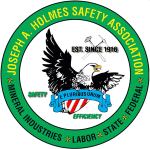 JOSEPH A. HOLMES SAFETY ASSOCIATION
EST. SINCE 1916
E PLURIBUS UNUM
SAFETY
EFFICIENCY
MINERAL INDUSTRIES - LABOR - STATE - FEDERAL